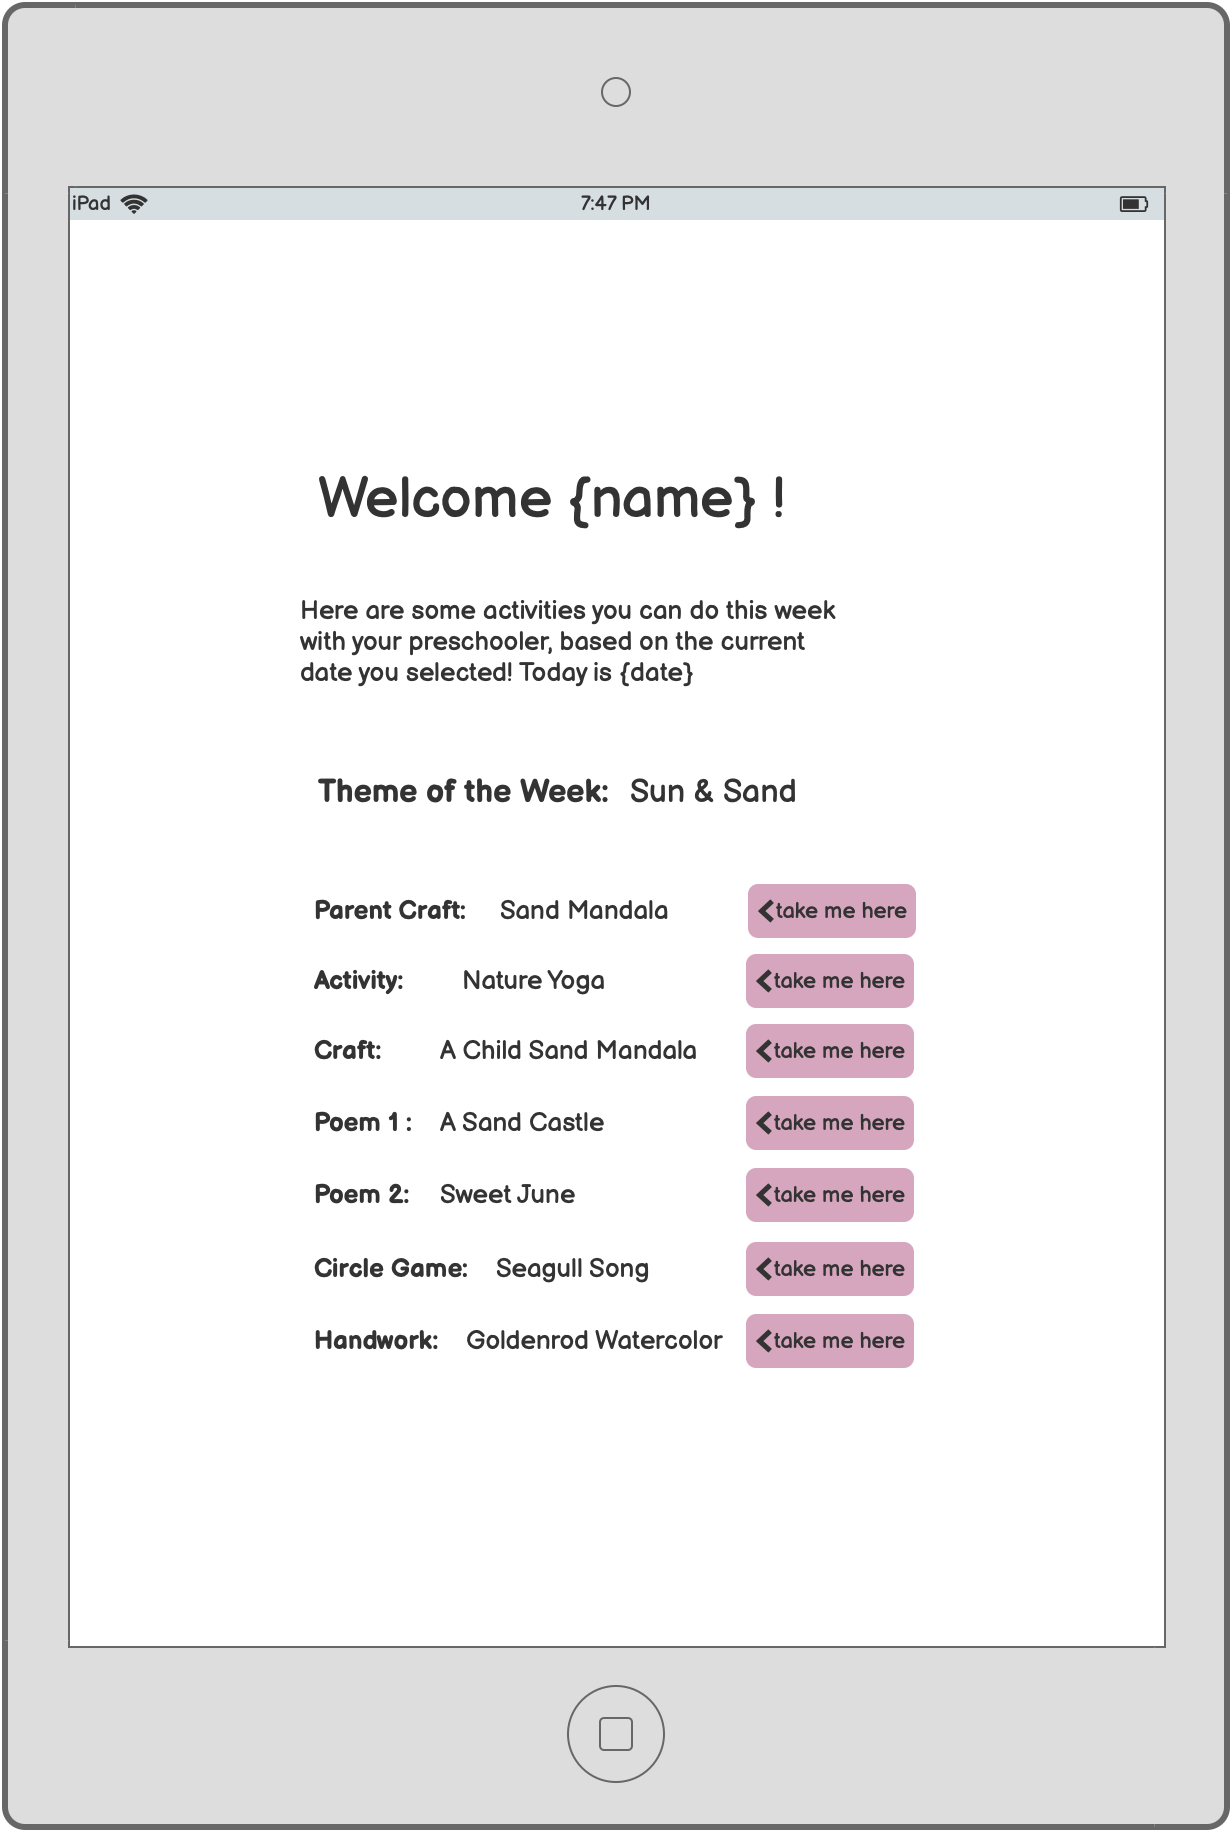 iPad 7:47 PM
Welcome {name} !
Here are some activities you can do this week
with your preschooler, based on the current
date you selected! Today is {date}
Theme of the Week: Sun & Sand
Parent Craft: Sand Mandala take me here
Activity: Nature Yoga take me here
Craft: A Child Sand Mandala take me here
Poem 1 : A Sand Castle take me here
Poem 2: Sweet June take me here
Circle Game: Seagull Song take me here
Handwork: Goldenrod Watercolor take me here